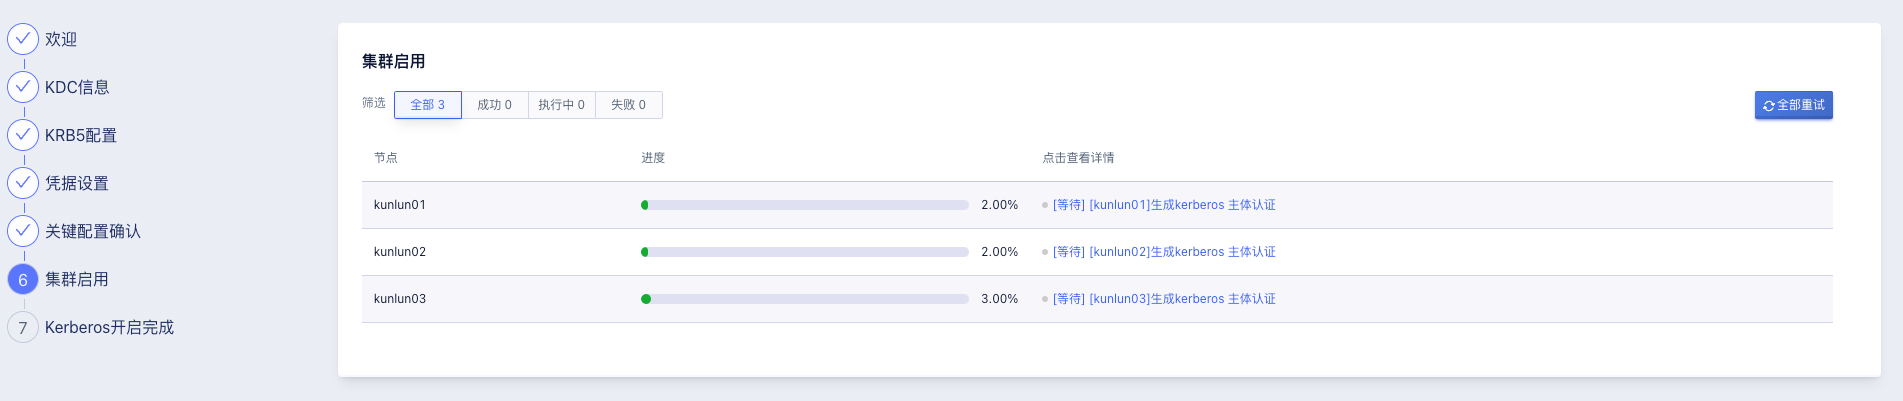 欢迎
KDC信息
KRB5配置
凭据设置
关键配置确认
6 集群启用
7 Kerberos开启完成
集群启用
筛选 全部 3 成功 0 执行中 0 失败 0 全部重试
节点 进度 点击查看详情
kunlun01 2.00% [等待] [kunlun01]生成kerberos 主体认证
kunlun02 2.00% [等待] [kunlun02]生成kerberos 主体认证
kunlun03 3.00% [等待] [kunlun03]生成kerberos 主体认证